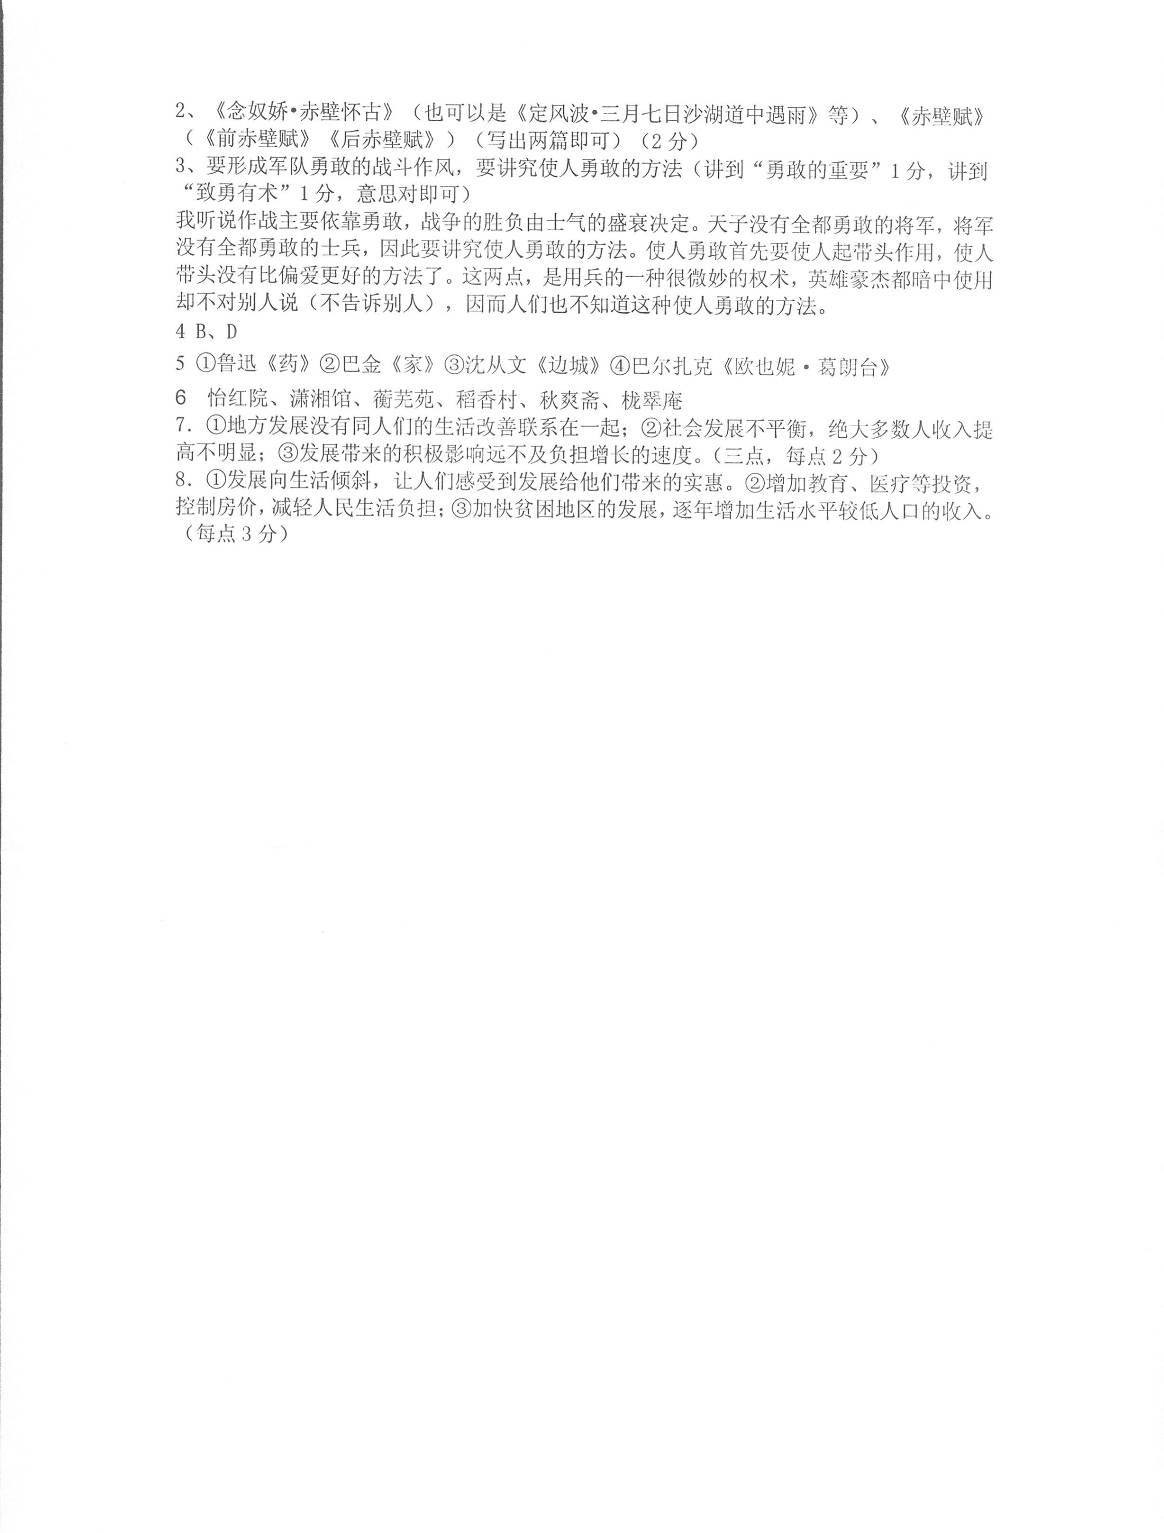 2、《念奴娇•赤壁怀古》（也可以是《定风波•三月七日沙湖道中遇雨》等）、《赤壁赋》
（《前赤壁赋》《后赤壁赋》）（写出两篇即可）（2 分）
3、要形成军队勇敢的战斗作风，要讲究使人勇敢的方法（讲到“勇敢的重要”1 分，讲到
“致勇有术”1 分，意思对即可）
我听说作战主要依靠勇敢，战争的胜负由士气的盛衰决定。天子没有全都勇敢的将军，将军
没有全都勇敢的士兵，因此要讲究使人勇敢的方法。使人勇敢首先要使人起带头作用，使人
带头没有比偏爱更好的方法了。这两点，是用兵的一种很微妙的权术，英雄豪杰都暗中使用
却不对别人说（不告诉别人），因而人们也不知道这种使人勇敢的方法。
4 B、D
5 ①鲁迅《药》②巴金《家》③沈从文《边城》④巴尔扎克《欧也妮·葛朗台》
6 怡红院、潇湘馆、蘅芜苑、稻香村、秋爽斋、栊翠庵
7．①地方发展没有同人们的生活改善联系在一起；②社会发展不平衡，绝大多数人收入提
高不明显；③发展带来的积极影响远不及负担增长的速度。（三点，每点 2 分）
8．①发展向生活倾斜，让人们感受到发展给他们带来的实惠。②增加教育、医疗等投资，
控制房价，减轻人民生活负担；③加快贫困地区的发展，逐年增加生活水平较低人口的收入。
（每点 3 分）